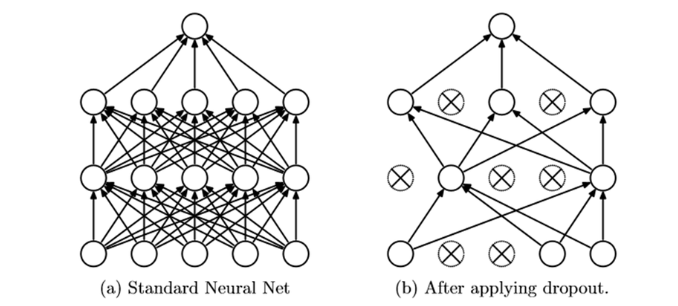 (a) Standard Neural Net
(b) After applying dropout.